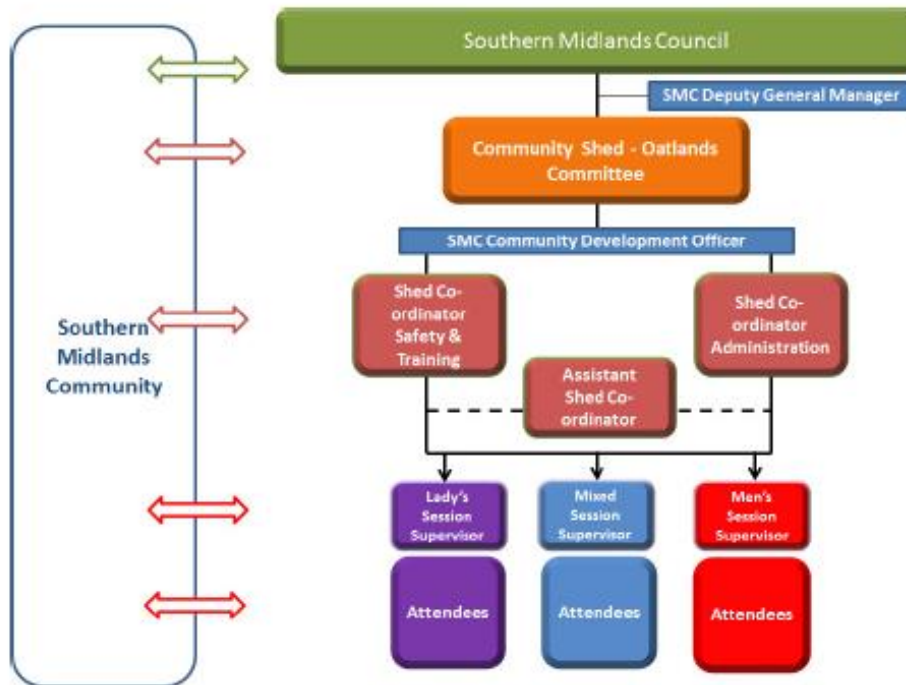 Southern Midlands Council
SMC Deputy General Manager
Community Shed - Oatlands
Committee
SMC Community Development Officer
Shed Co-
ordinator
Safety &
Training
Shed Co-
ordinator
Administration
Southern
Midlands
Community
Assistant
Shed Co-
ordinator
Lady's
Session
Supervisor
Mixed
Session
Supervisor
Men's
Session
Supervisor
Attendees
Attendees
Attendees